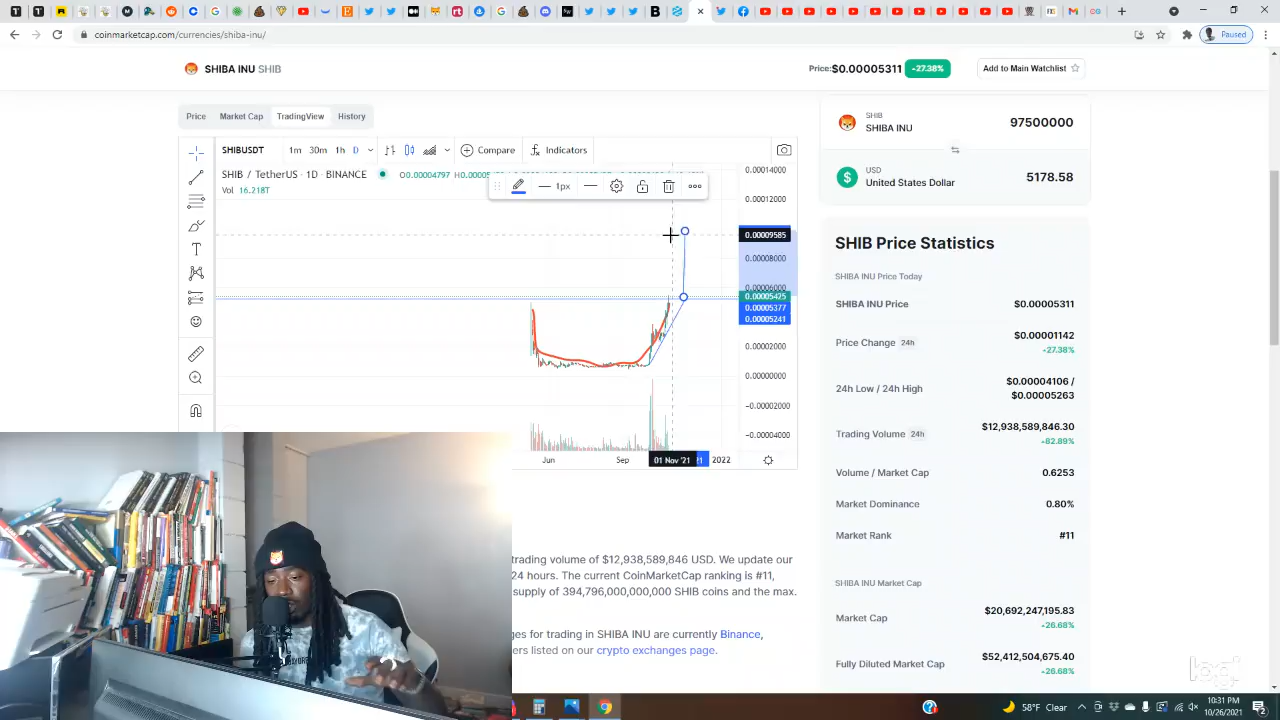 Paused
coinmarketcap.com/currencies/shiba-inu/
SHIBA INU SHIB
Price:$0.00005311
-27.38%
Add to Main Watchlist
Price
Market Cap
TradingView
History
SHIBUSDT
1m 30m 1h D
Compare
Indicators
SHIB / TetherUS · 1D · BINANCE
O0.00004797
Vol 16.218T
1px
0.00014000
0.00012000
0.00009585
0.00008000
0.00006000
0.00005425
0.00005377
0.00005241
0.00002000
0.00000000
−0.00002000
−0.00004000
Jun
Sep
01 Nov '21
21
2022
SHIB
SHIBA INU
97500000
USD
United States Dollar
5178.58
SHIB Price Statistics
SHIBA INU Price Today
SHIBA INU Price
$0.00005311
Price Change 24h
$0.00001142
-27.38%
24h Low / 24h High
$0.00004106 /
$0.00005263
Trading Volume 24h
$12,938,589,846.30
-82.89%
Volume / Market Cap
0.6253
Market Dominance
0.80%
Market Rank
#11
SHIBA INU Market Cap
Market Cap
$20,692,247,195.83
-26.68%
Fully Diluted Market Cap
$52,412,504,675.40
-26.68%
trading volume of $12,938,589,846 USD. We update our
24 hours. The current CoinMarketCap ranking is #11,
supply of 394,796,000,000,000 SHIB coins and the max.
ges for trading in SHIBA INU are currently Binance,
ers listed on our crypto exchanges page.
logi
58°F Clear
10:31 PM
10/26/2021